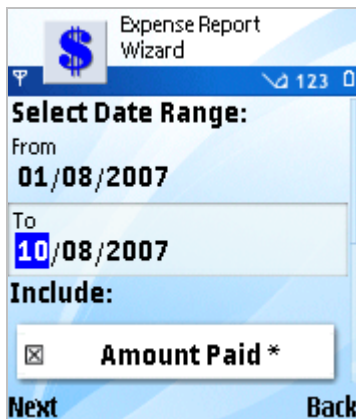 $
Expense Report
Wizard
123
Select Date Range:
From
01/08/2007
To
10/08/2007
Include:
Amount Paid *
Next Back